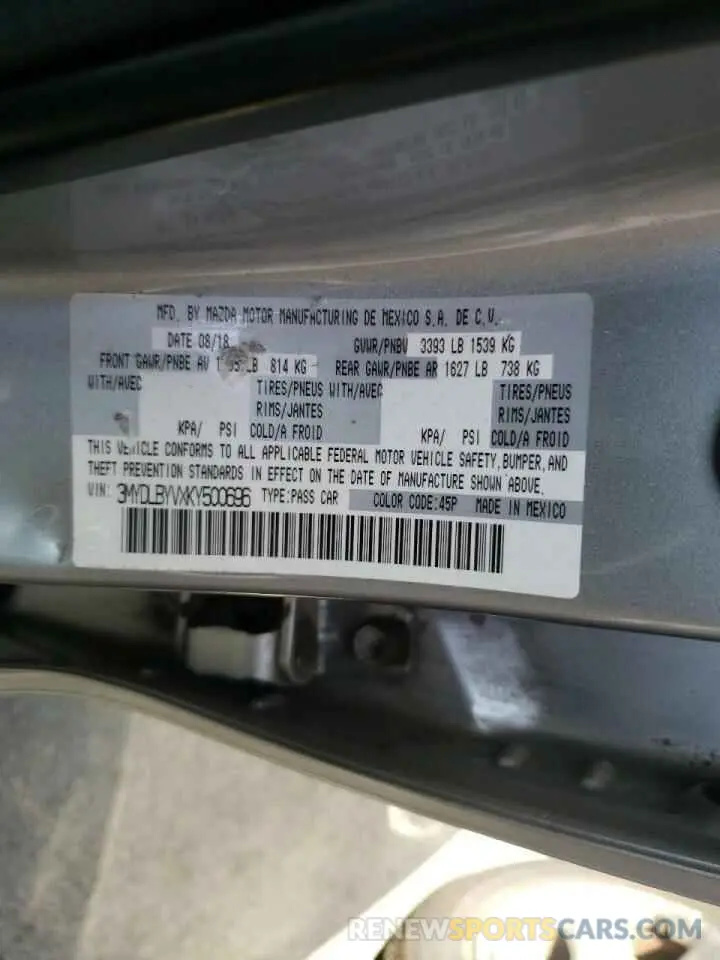 MFD. BY MAZDA MOTOR MANUFACTURING DE MEXICO S.A. DE C.V.
DATE 08/18 GVWR/PNBV 3393 LB 1539 KG
FRONT GAWR/PNBE AV LB 814 KG REAR GAWR/PNBE AR 1627 LB 738 KG
WITH/AVEC TIRES/PNEUS WITH/AVEC TIRES/PNEUS
RIMS/JANTES RIMS/JANTES
KPA/ PSI COLD/A FROID KPA/ PSI COLD/A FROID
THIS VEHICLE CONFORMS TO ALL APPLICABLE FEDERAL MOTOR VEHICLE SAFETY, BUMPER, AND
THEFT PREVENTION STANDARDS IN EFFECT ON THE DATE OF MANUFACTURE SHOWN ABOVE.
VIN: 3MYDLBYVXKY500696 TYPE:PASS CAR COLOR CODE:45P MADE IN MEXICO
RENEWSPORTSCARS.COM